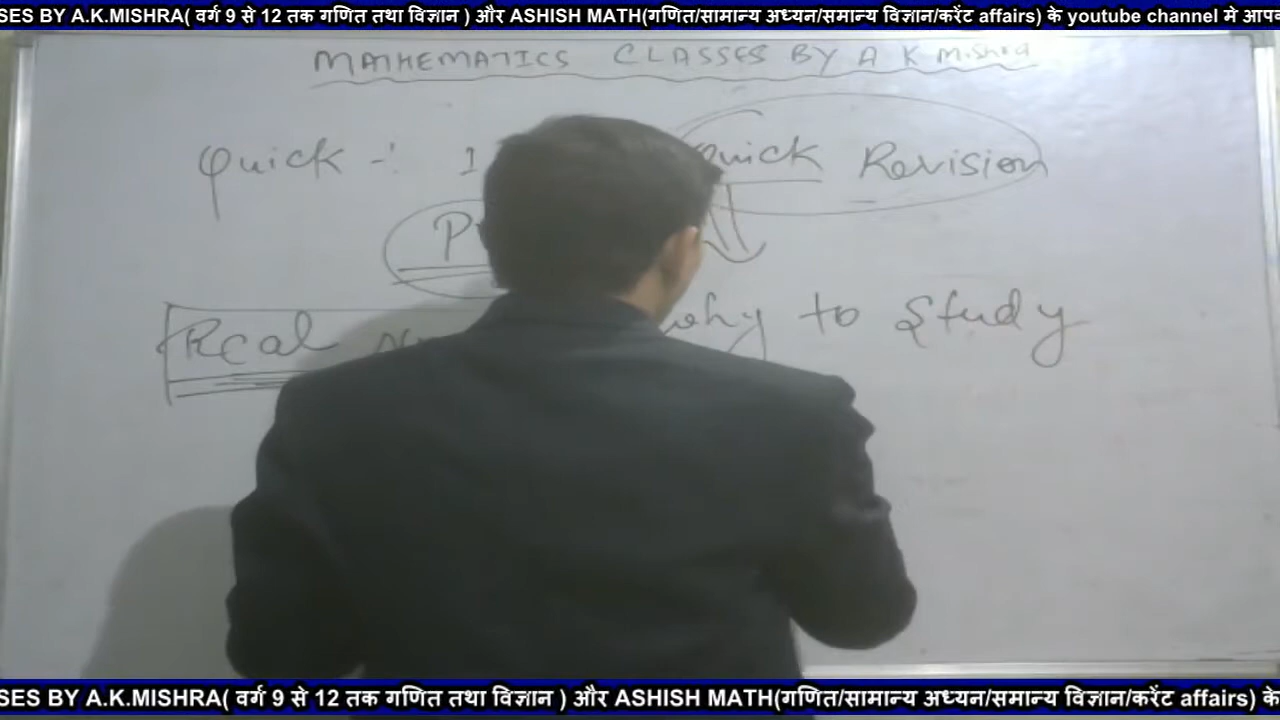 SES BY A.K.MISHRA( वर्ग 9 से 12 तक गणित तथा विज्ञान ) और ASHISH MATH(गणित/सामान्य अध्यन/समान्य विज्ञान/करेंट affairs) के youtube channel मे आपक
MATHEMATICS CLASSES BY A K Mishra
Quick -: Quick Revision
Real why to Study
SES BY A.K.MISHRA( वर्ग 9 से 12 तक गणित तथा विज्ञान ) और ASHISH MATH(गणित/सामान्य अध्यन/समान्य विज्ञान/करेंट affairs) के